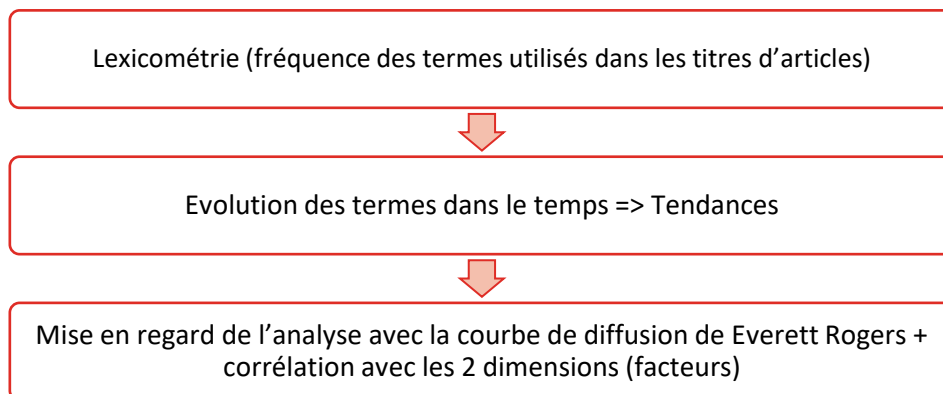 Lexicométrie (fréquence des termes utilisés dans les titres d’articles)
Evolution des termes dans le temps => Tendances
Mise en regard de l’analyse avec la courbe de diffusion de Everett Rogers +
corrélation avec les 2 dimensions (facteurs)